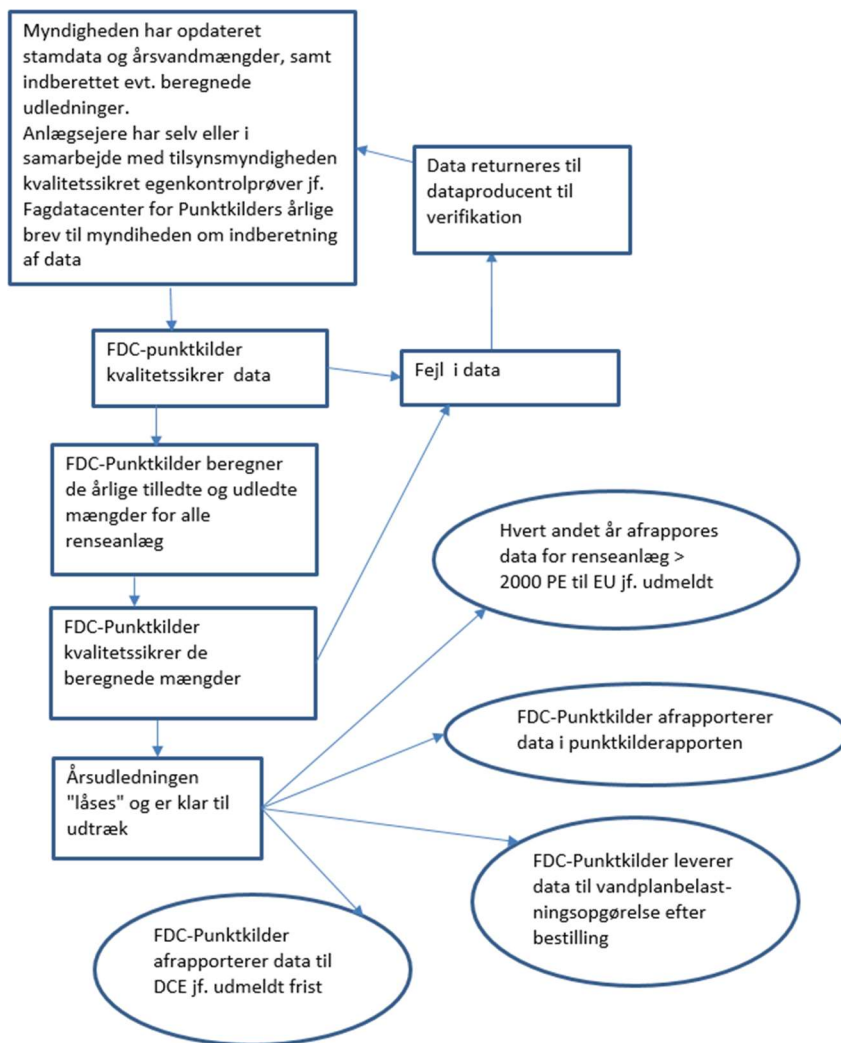 Myndigheden har opdateret
stamdata og årsvandmængder, samt
indberettet evt. beregnede
udledninger.
Anlægsejere har selv eller i
samarbejde med tilsynsmyndigheden
kvalitetssikret egenkontrolprøver jf.
Fagdatacenter for Punktkilders årlige
brev til myndiheden om indberetning
af data
Data returneres til
dataproducent til
verifikation
FDC-punktkilder
kvalitetssikrer data
Fejl i data
FDC-Punktkilder beregner
de årlige tilledte og udledte
mængder for alle
renseanlæg
Hvert andet år afrappores
data for renseanlæg >
2000 PE til EU jf. udmeldt
FDC-Punktkilder
kvalitetssikrer de
beregnede mængder
FDC-Punktkilder afrapporterer
data i punktkilderapporten
Årsudledningen
"låses" og er klar til
udtræk
FDC-Punktkilder leverer
data til vandplanbelast-
ningsopgørelse efter
bestilling
FDC-Punktkilder
afrapporterer data til
DCE jf. udmeldt frist